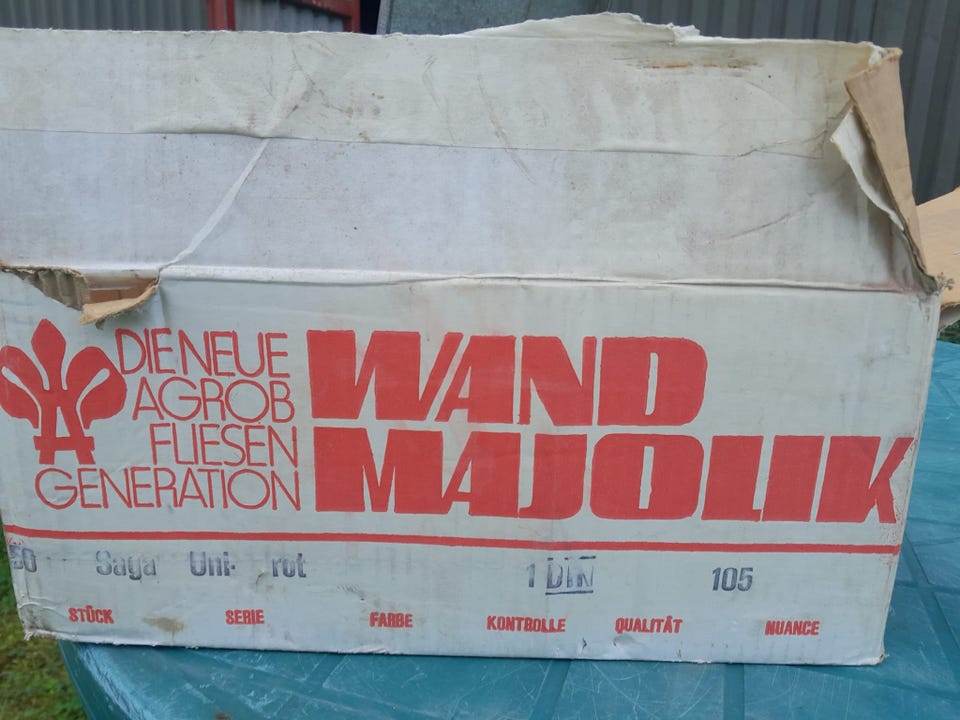 DIE NEUE
AGROB
FLIESEN
GENERATION
WAND
MAJOLIK
50 Saga Uni- rot 1 DIN 105
STÜCK SERIE FARBE KONTROLLE QUALITÄT NUANCE